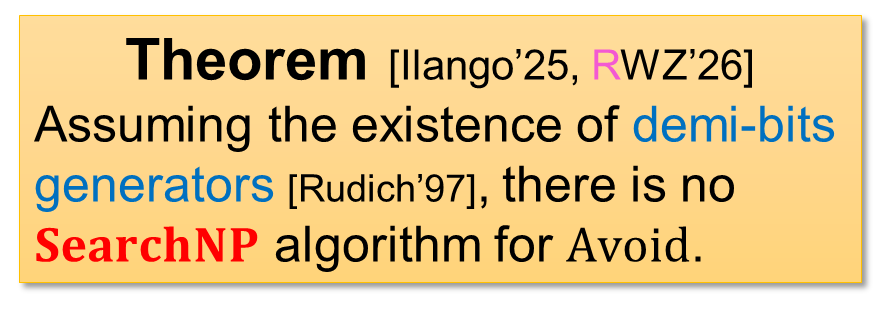 Theorem [Ilango’25, RWZ’26]
Assuming the existence of demi-bits
generators [Rudich’97], there is no
SearchNP algorithm for Avoid.